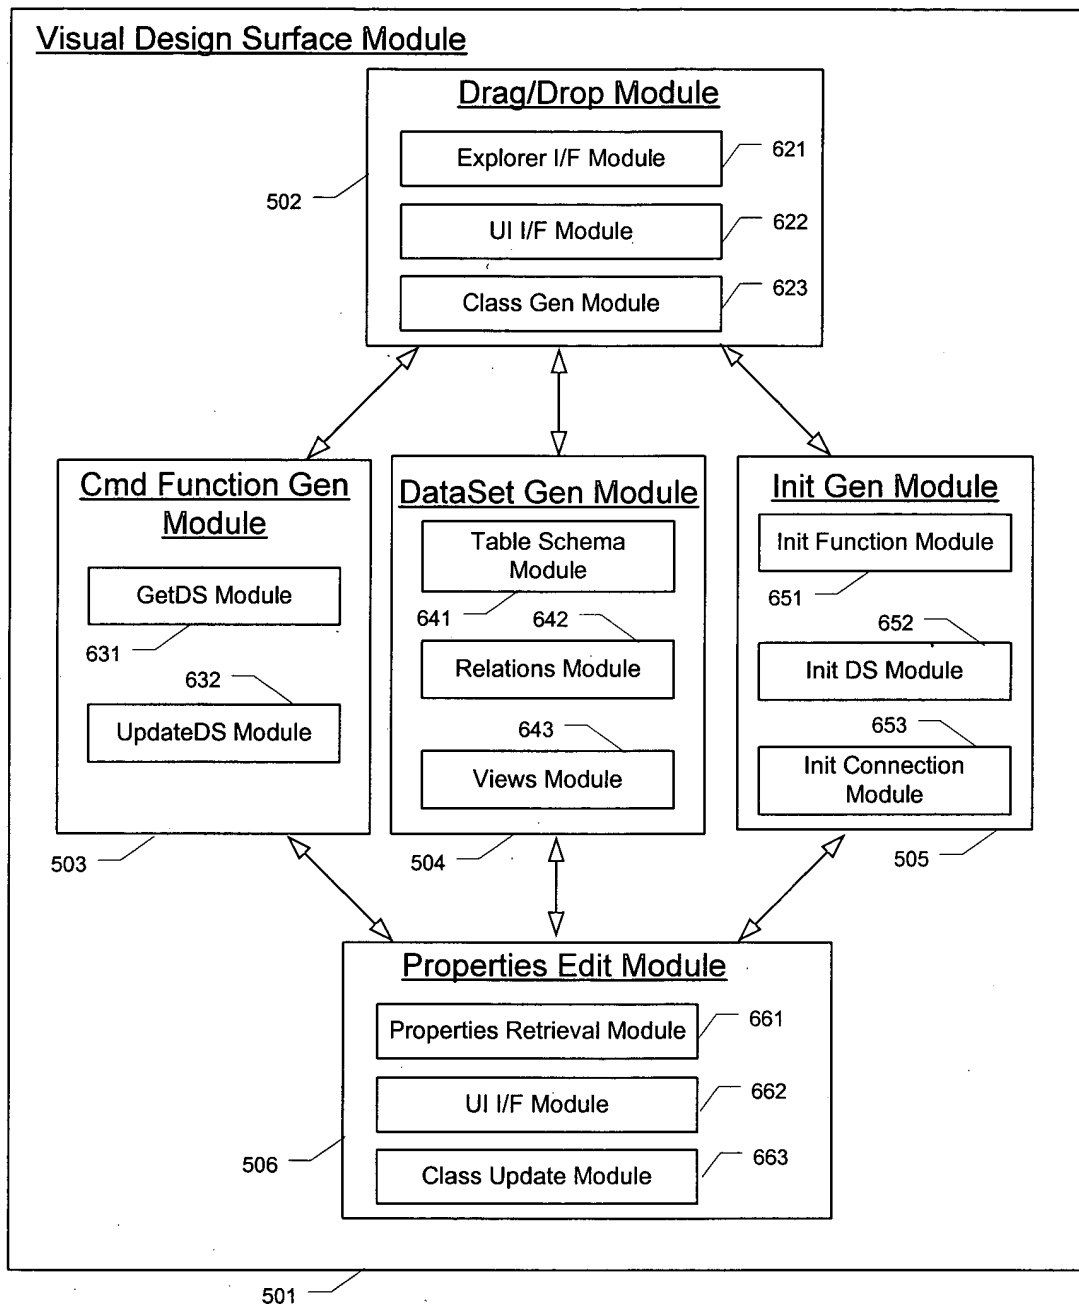 Visual Design Surface Module
Drag/Drop Module
Explorer I/F Module
621
502
UI I/F Module
622
Class Gen Module
623
Cmd Function Gen
Module
GetDS Module
631
632
UpdateDS Module
503
DataSet Gen Module
Table Schema
Module
641
642
Relations Module
643
Views Module
504
Init Gen Module
Init Function Module
651
652
Init DS Module
653
Init Connection
Module
505
Properties Edit Module
Properties Retrieval Module
661
UI I/F Module
662
506
Class Update Module
663
501